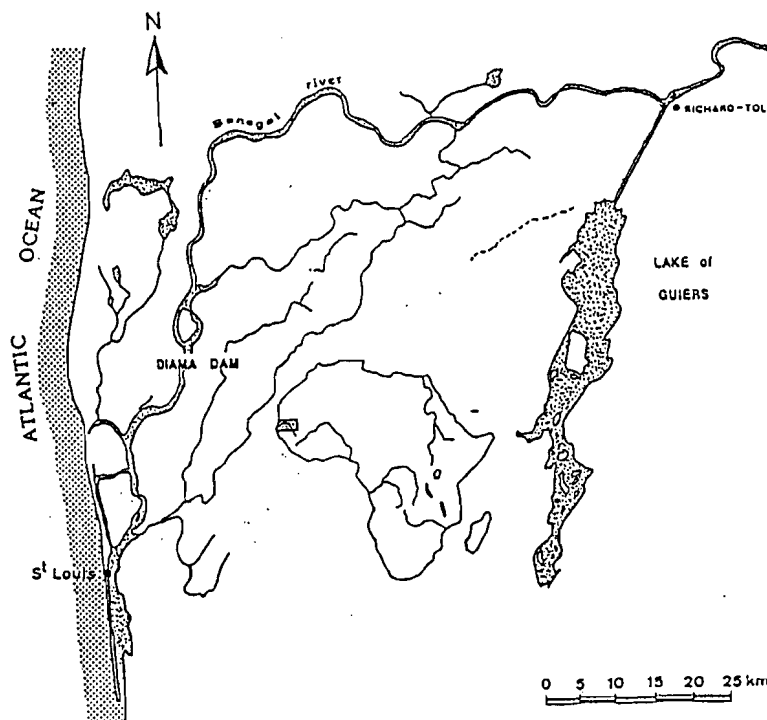 N
Senegal river
RICHARD-TOL
ATLANTIC OCEAN
LAKE of
GUIERS
DIAMA DAM
St Louis
0 5 10 15 20 25 km